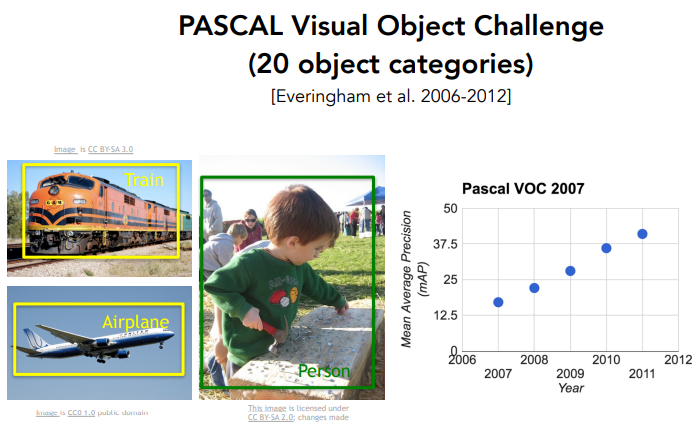 PASCAL Visual Object Challenge
(20 object categories)
[Everingham et al. 2006-2012]
Image is CC BY-SA 3.0
Train
Airplane
Image is CC0 1.0 public domain
Person
This image is licensed under
CC BY-SA 2.0; changes made
Pascal VOC 2007
Mean Average Precision
(mAP)
50
37.5
25
12.5
0
2006
2007
2008
2009
2010
2011
2012
Year